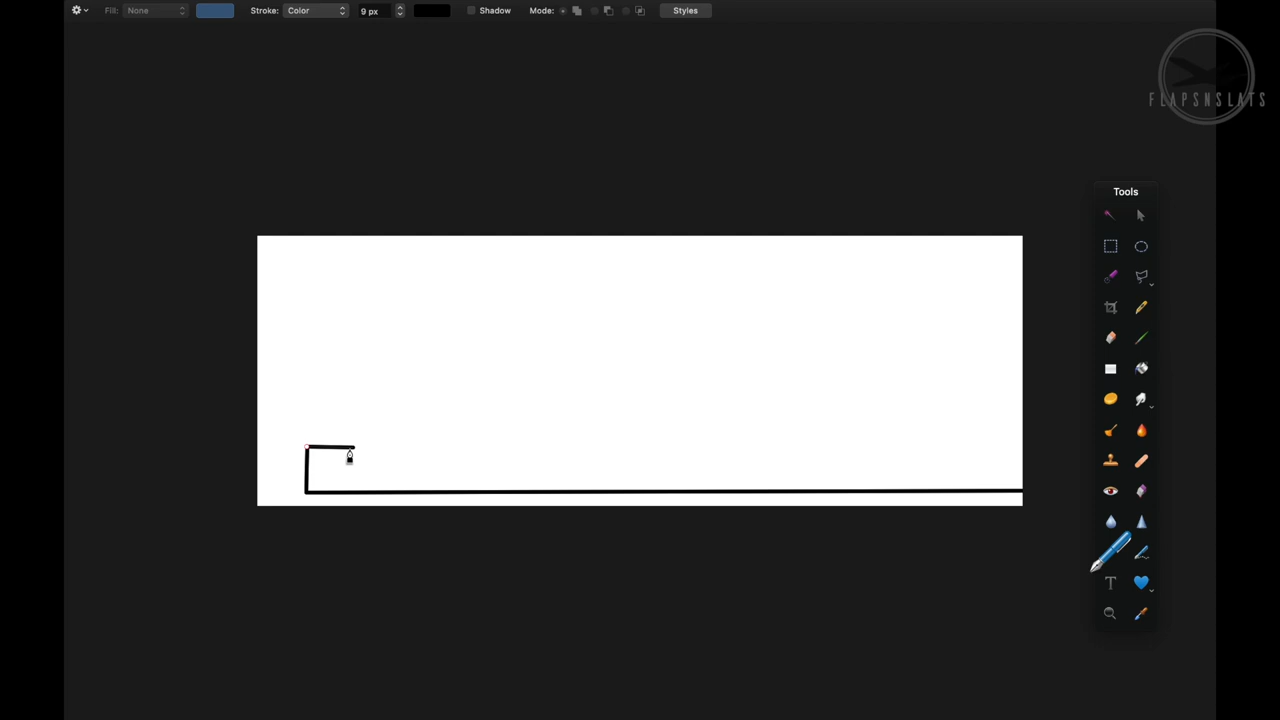 Fill: None Stroke: Color 9 px Shadow Mode: Styles
FLAPSNSLATS
Tools
T